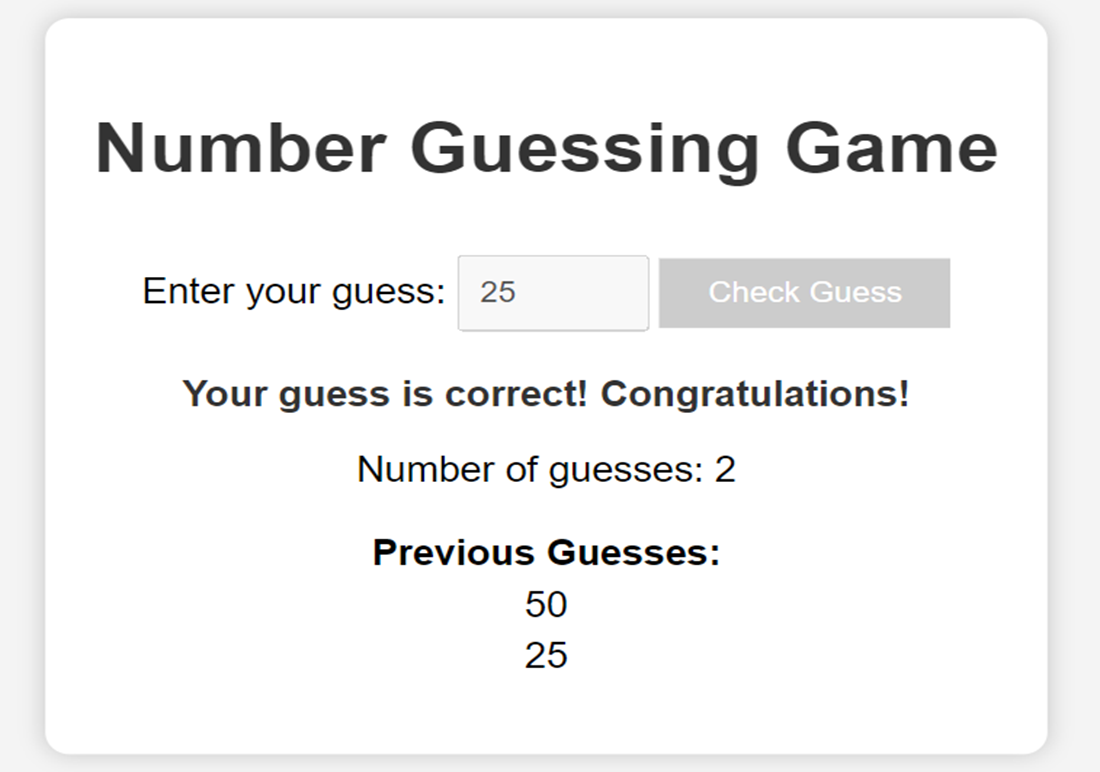 Number Guessing Game
Enter your guess: 25 Check Guess
Your guess is correct! Congratulations!
Number of guesses: 2
Previous Guesses:
50
25